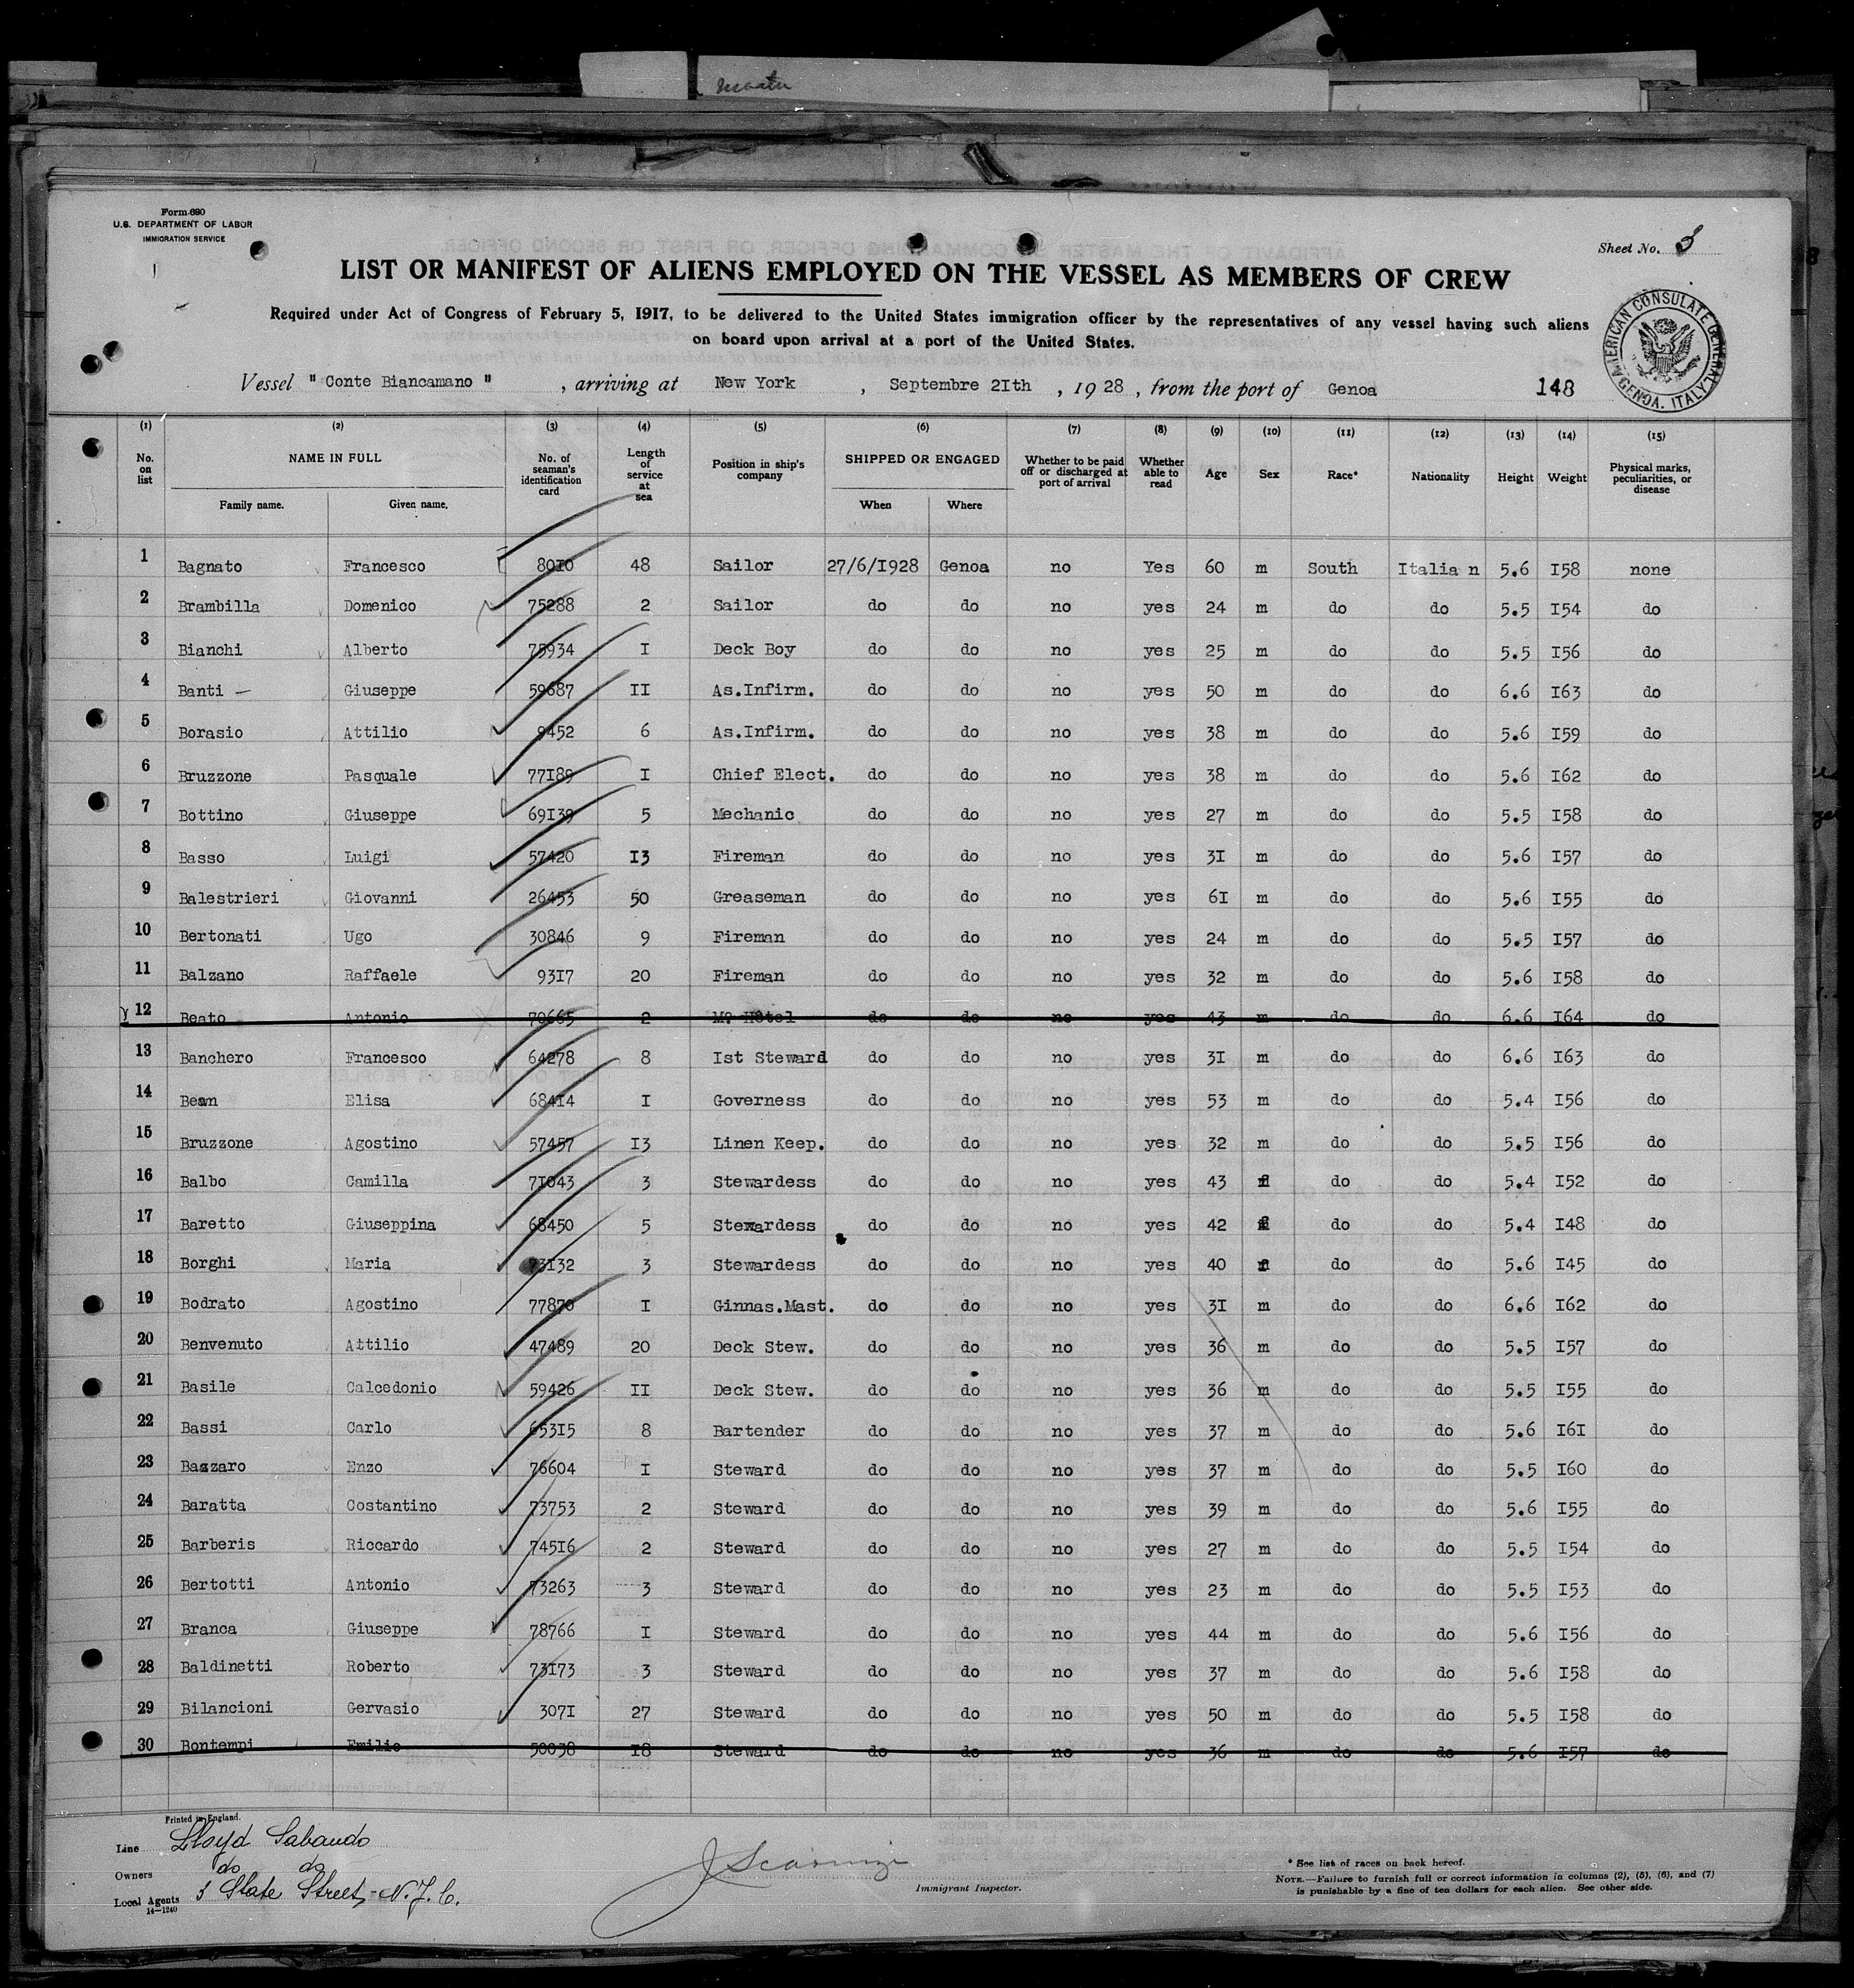 Form 680
U.S. DEPARTMENT OF LABOR
IMMIGRATION SERVICE
Sheet No.
LIST OR MANIFEST OF ALIENS EMPLOYED ON THE VESSEL AS MEMBERS OF CREW
Required under Act of Congress of February 5, 1917, to be delivered to the United States immigration officer by the representatives of any vessel having such aliens
on board upon arrival at a port of the United States.
AMERICAN CONSULATE GENERAL GENOA, ITALY
Vessel " Conte Biancamano " , arriving at New York , Septembre 2Ith , 19 28 , from the port of Genoa 148
(1) (2) (3) (4) (5) (6) (7) (8) (9) (10) (11) (12) (13) (14) (15)
No. on list NAME IN FULL Family name. Given name. No. of seaman's identification card Length of service at sea Position in ship's company SHIPPED OR ENGAGED When Where Whether to be paid off or discharged at port of arrival Whether able to read Age Sex Race* Nationality Height Weight Physical marks, peculiarities, or disease
1 Bagnato Francesco 80I0 48 Sailor 27/6/I928 Genoa no Yes 60 m South Italia n 5.6 I58 none
2 Brambilla Domenico 75288 2 Sailor do do no yes 24 m do do 5.5 I54 do
3 Bianchi Alberto 75934 I Deck Boy do do no yes 25 m do do 5.5 I56 do
4 Banti — Giuseppe 59687 II As.Infirm. do do no yes 50 m do do 6.6 I63 do
5 Borasio Attilio 9452 6 As.Infirm. do do no yes 38 m do do 5.6 I59 do
6 Bruzzone Pasquale 77I89 I Chief Elect. do do no yes 38 m do do 5.6 I62 do
7 Bottino Giuseppe 69I39 5 Mechanic do do no yes 27 m do do 5.5 I58 do
8 Basso Luigi 57420 I3 Fireman do do no yes 3I m do do 5.6 I57 do
9 Balestrieri Giovanni 26453 50 Greaseman do do no yes 6I m do do 5.6 I55 do
10 Bertonati Ugo 30846 9 Fireman do do no yes 24 m do do 5.5 I57 do
11 Balzano Raffaele 93I7 20 Fireman do do no yes 32 m do do 5.6 I58 do
12 Beato Antonio 70665 2 Mº Hôtel do do no yes 43 m do do 6.6 I64 do
13 Banchero Francesco 64278 8 Ist Steward do do no yes 3I m do do 6.6 I63 do
14 Bean Elisa 684I4 I Governess do do no yes 53 m do do 5.4 I56 do
15 Bruzzone Agostino 57457 I3 Linen Keep. do do no yes 32 m do do 5.5 I56 do
16 Balbo Camilla 7I043 3 Stewardess do do no yes 43 f do do 5.4 I52 do
17 Baretto Giuseppina 68450 5 Stewardess do do no yes 42 f do do 5.4 I48 do
18 Borghi Maria 3 Stewardess do do no yes 40 f do do 5.6 I45 do
19 Bodrato Agostino 77870 I Ginnas.Mast. do do no yes 3I m do do 6.6 I62 do
20 Benvenuto Attilio 47489 20 Deck Stew. do do no yes 36 m do do 5.5 I57 do
21 Basile Calcedonio 59426 II Deck Stew. do do no yes 36 m do do 5.5 I55 do
22 Bassi Carlo 653I5 8 Bartender do do no yes 37 m do do 5.6 I6I do
23 Bazzaro Enzo 76604 I Steward do do no yes 37 m do do 5.5 I60 do
24 Baratta Costantino 73753 2 Steward do do no yes 39 m do do 5.6 I55 do
25 Barberis Riccardo 745I6 2 Steward do do no yes 27 m do do 5.5 I54 do
26 Bertotti Antonio 73263 3 Steward do do no yes 23 m do do 5.5 I53 do
27 Branca Giuseppe 78766 I Steward do do no yes 44 m do do 5.6 I56 do
28 Baldinetti Roberto 73I73 3 Steward do do no yes 37 m do do 5.6 I58 do
29 Bilancioni Gervasio 307I 27 Steward do do no yes 50 m do do 5.5 I58 do
30 Bontempi Emilio 50038 I8 Steward do do no yes 36 m do do 5.6 I57 do
Printed in England.
Line Lloyd Sabaudo
Owners do do
Local Agents 3 State Street, N.Y.C.
14—1240
Immigrant Inspector.
* See list of races on back hereof.
NOTE.—Failure to furnish full or correct information in columns (2), (5), (6), and (7)
is punishable by a fine of ten dollars for each alien. See other side.